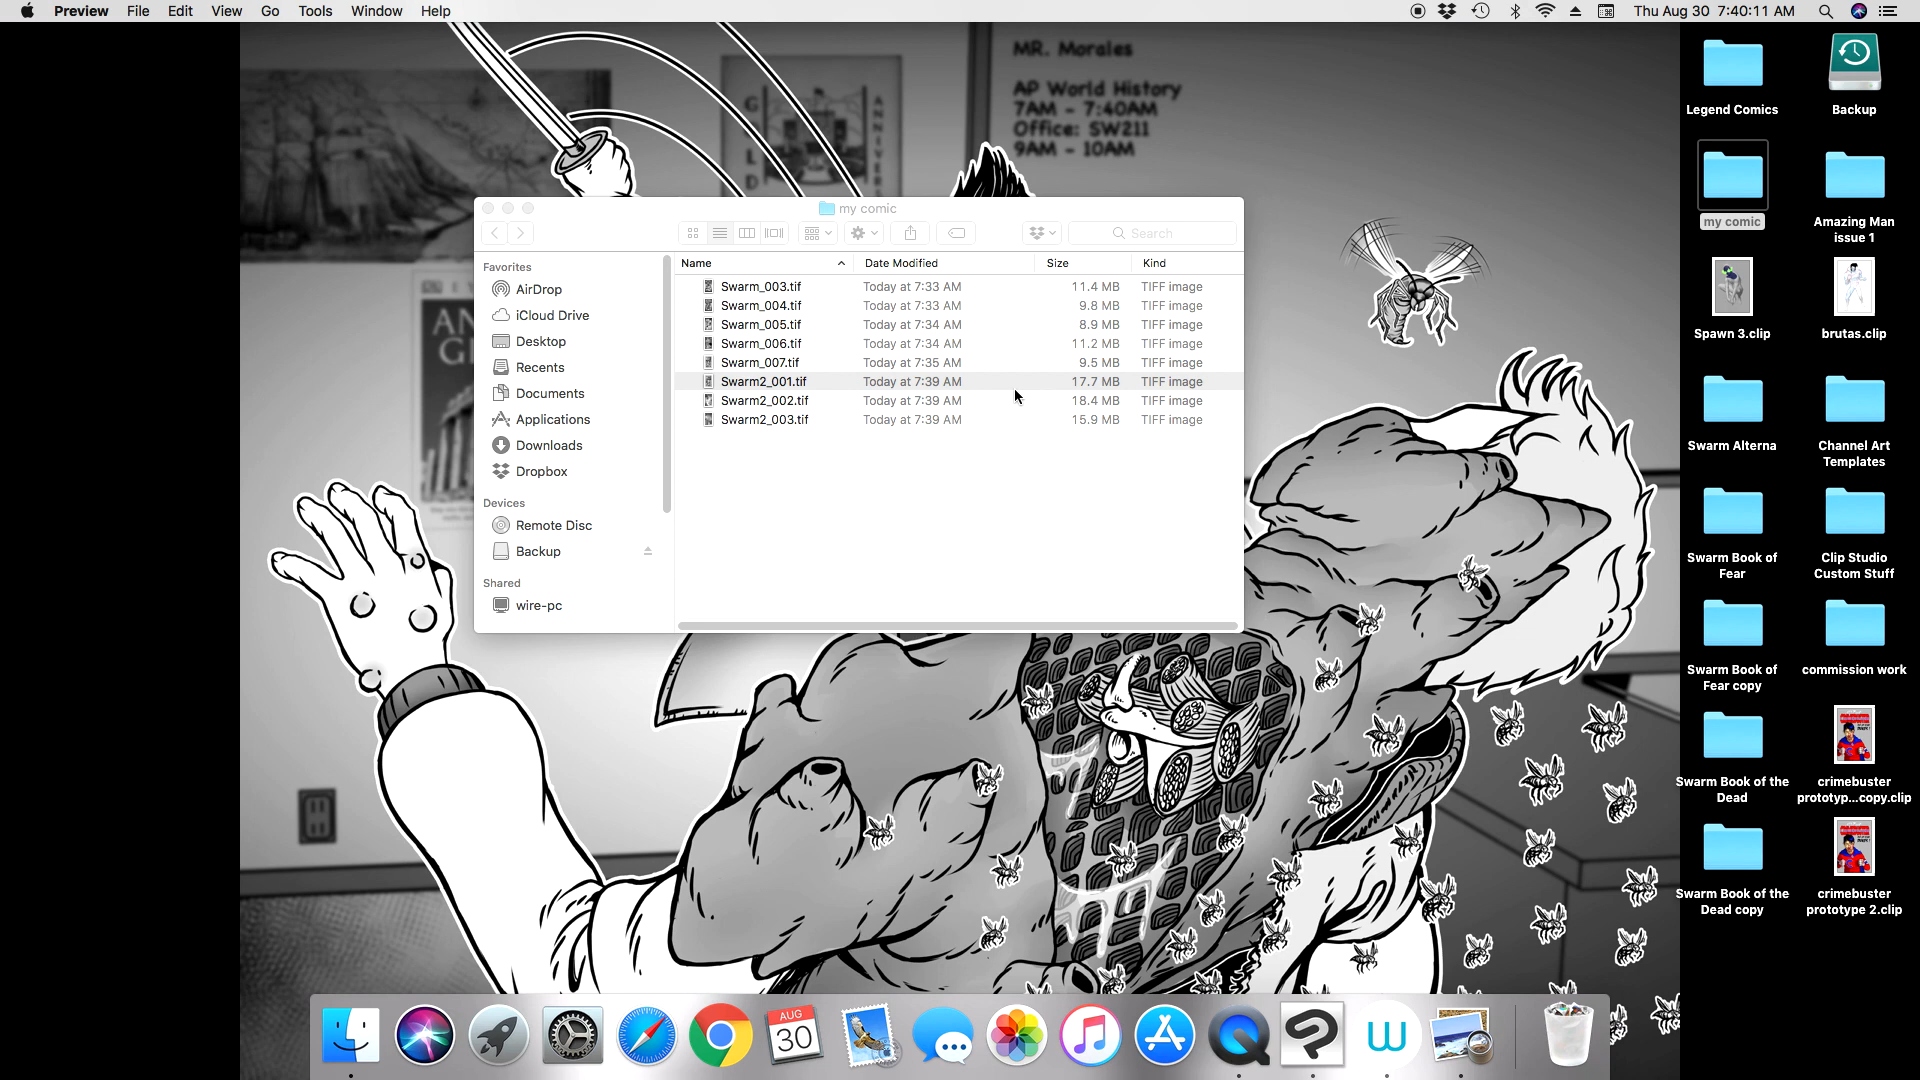 Preview File Edit View Go Tools Window Help
Thu Aug 30 7:40:11 AM
MR. Morales
AP World History
7AM - 7:40AM
Office: SW211
9AM - 10AM
my comic
Search
Favorites
AirDrop
iCloud Drive
Desktop
Recents
Documents
Applications
Downloads
Dropbox
Devices
Remote Disc
Backup
Shared
wire-pc
Name Date Modified Size Kind
Swarm_003.tif Today at 7:33 AM 11.4 MB TIFF image
Swarm_004.tif Today at 7:33 AM 9.8 MB TIFF image
Swarm_005.tif Today at 7:34 AM 8.9 MB TIFF image
Swarm_006.tif Today at 7:34 AM 11.2 MB TIFF image
Swarm_007.tif Today at 7:35 AM 9.5 MB TIFF image
Swarm2_001.tif Today at 7:39 AM 17.7 MB TIFF image
Swarm2_002.tif Today at 7:39 AM 18.4 MB TIFF image
Swarm2_003.tif Today at 7:39 AM 15.9 MB TIFF image
Legend Comics
Backup
my comic
Amazing Man
issue 1
Spawn 3.clip
brutas.clip
Swarm Alterna
Channel Art
Templates
Swarm Book of
Fear
Clip Studio
Custom Stuff
Swarm Book of
Fear copy
commission work
Swarm Book of the
Dead
crimebuster
prototyp...copy.clip
Swarm Book of the
Dead copy
crimebuster
prototype 2.clip
AUG
30